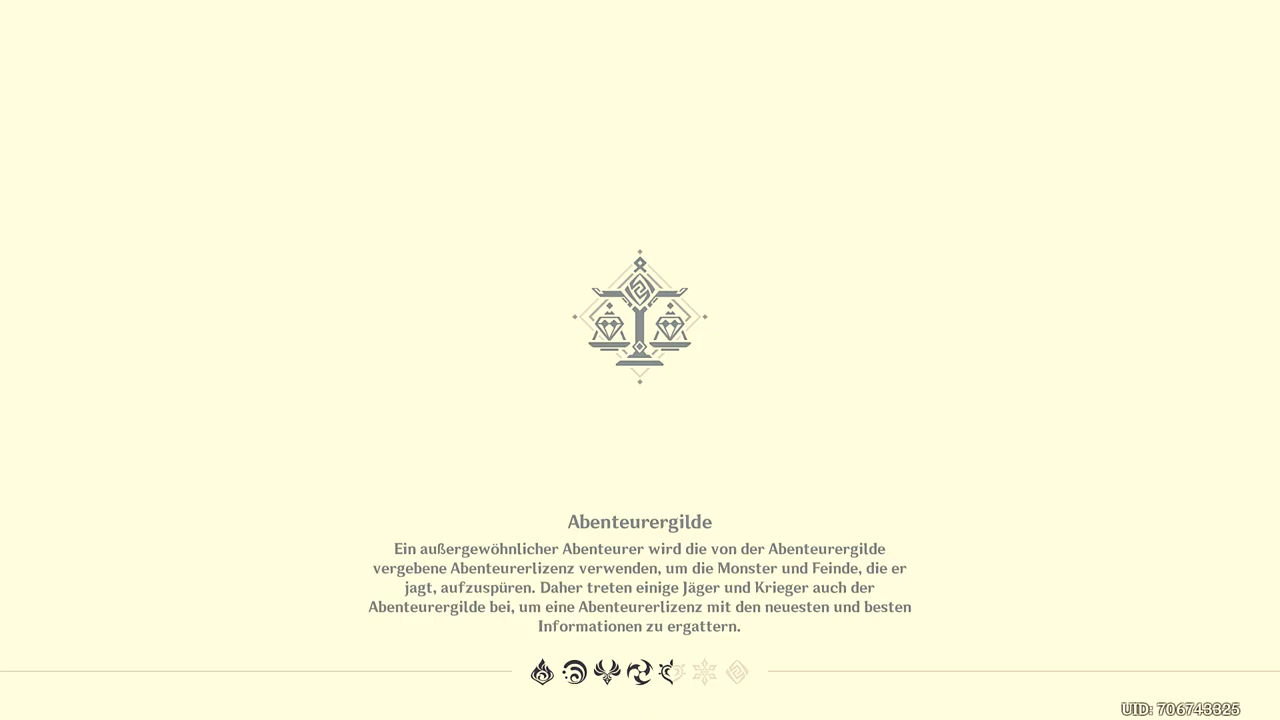 Abenteurergilde
Ein außergewöhnlicher Abenteurer wird die von der Abenteurergilde
vergebene Abenteurerlizenz verwenden, um die Monster und Feinde, die er
jagt, aufzuspüren. Daher treten einige Jäger und Krieger auch der
Abenteurergilde bei, um eine Abenteurerlizenz mit den neuesten und besten
Informationen zu ergattern.
UID: 706743325